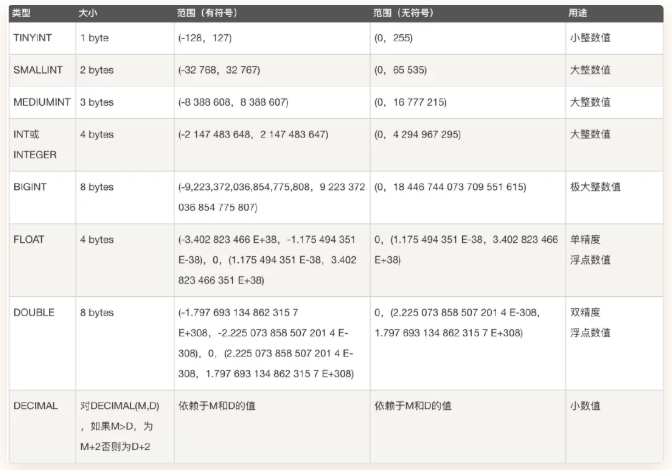 类型 大小 范围（有符号） 范围（无符号） 用途
TINYINT 1 byte (-128，127) (0，255) 小整数值
SMALLINT 2 bytes (-32 768，32 767) (0，65 535) 大整数值
MEDIUMINT 3 bytes (-8 388 608，8 388 607) (0，16 777 215) 大整数值
INT或 4 bytes (-2 147 483 648，2 147 483 647) (0，4 294 967 295) 大整数值
INTEGER
BIGINT 8 bytes (-9,223,372,036,854,775,808，9 223 372 (0，18 446 744 073 709 551 615) 极大整数值
036 854 775 807)
FLOAT 4 bytes (-3.402 823 466 E+38，-1.175 494 351 0，(1.175 494 351 E-38，3.402 823 466 单精度
E-38)，0，(1.175 494 351 E-38，3.402 E+38) 浮点数值
823 466 351 E+38)
DOUBLE 8 bytes (-1.797 693 134 862 315 7 0，(2.225 073 858 507 201 4 E-308， 双精度
E+308，-2.225 073 858 507 201 4 E- 1.797 693 134 862 315 7 E+308) 浮点数值
308)，0，(2.225 073 858 507 201 4 E-
308，1.797 693 134 862 315 7 E+308)
DECIMAL 对DECIMAL(M,D) 依赖于M和D的值 依赖于M和D的值 小数值
，如果M>D，为
M+2否则为D+2